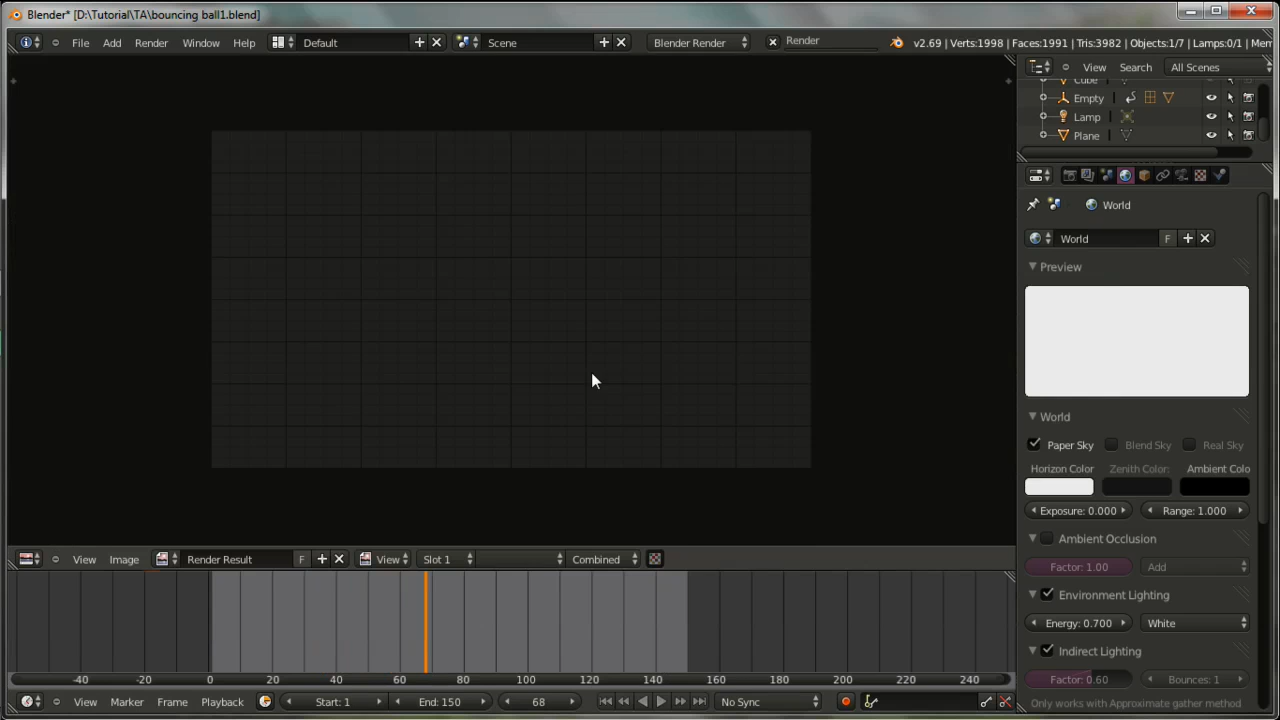 Blender* [D:\Tutorial\TA\bouncing ball1.blend]
File Add Render Window Help Default Scene Blender Render Render v2.69 | Verts:1998 | Faces:1991 | Tris:3982 | Objects:1/7 | Lamps:0/1 | Mem
View Search All Scenes
Cube
Empty
Lamp
Plane
World
World F
Preview
World
Paper Sky Blend Sky Real Sky
Horizon Color Zenith Color: Ambient Colo
Exposure: 0.000 Range: 1.000
Ambient Occlusion
Factor: 1.00 Add
Environment Lighting
Energy: 0.700 White
Indirect Lighting
Factor: 0.60 Bounces: 1
Only works with Approximate gather method
View Image Render Result F View Slot 1 Combined
-40 -20 0 20 40 60 80 100 120 140 160 180 200 220 240
View Marker Frame Playback Start: 1 End: 150 68 No Sync